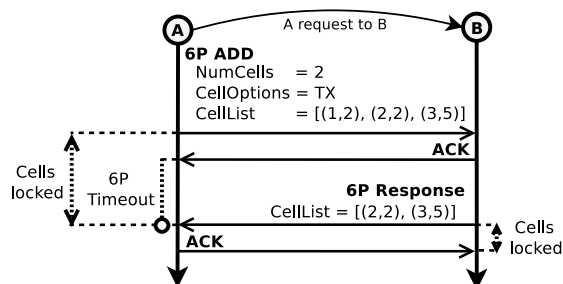 A
A request to B
B
6P ADD
NumCells = 2
CellOptions = TX
CellList = [(1,2), (2,2), (3,5)]
ACK
Cells
locked
6P
Timeout
6P Response
CellList = [(2,2), (3,5)]
Cells
locked
ACK